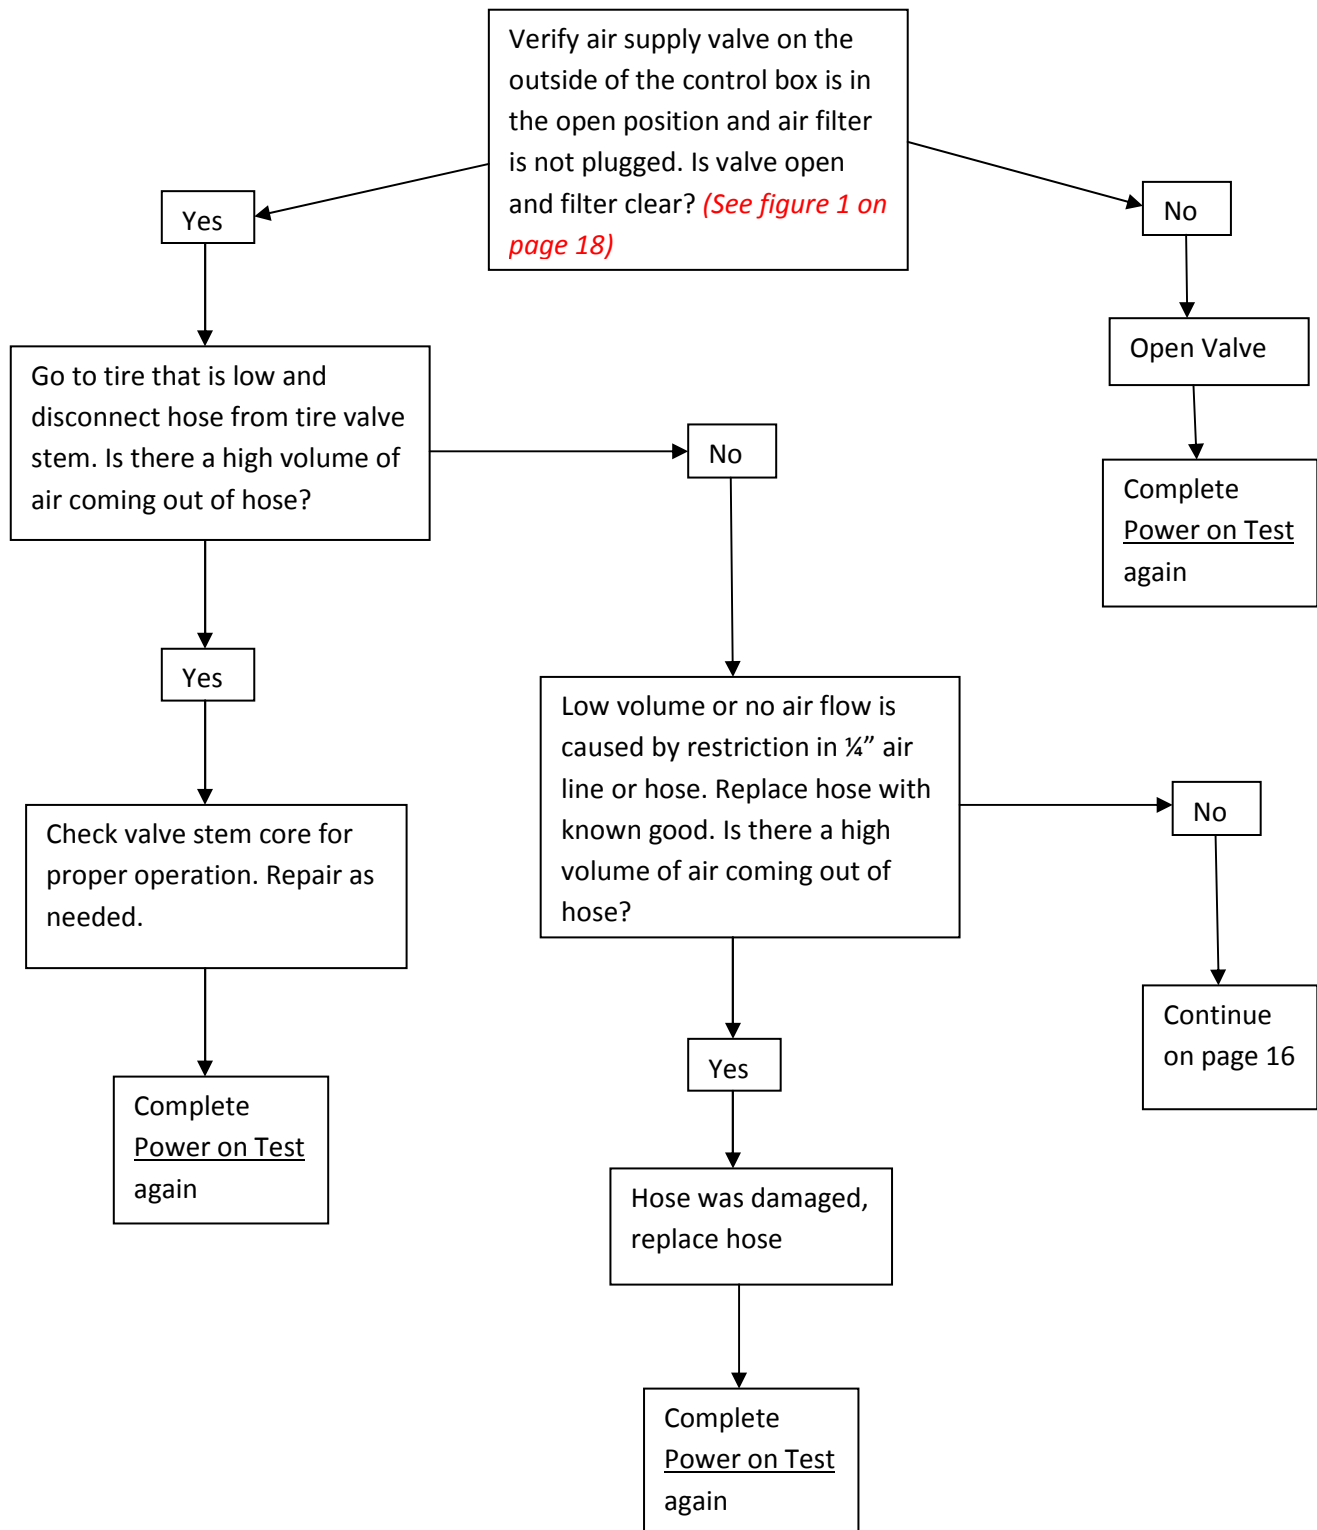 Verify air supply valve on the
outside of the control box is in
the open position and air filter
is not plugged. Is valve open
and filter clear? (See figure 1 on
page 18)
Yes
No
Open Valve
Complete
Power on Test
again
Go to tire that is low and
disconnect hose from tire valve
stem. Is there a high volume of
air coming out of hose?
No
Yes
Low volume or no air flow is
caused by restriction in ¼” air
line or hose. Replace hose with
known good. Is there a high
volume of air coming out of
hose?
No
Check valve stem core for
proper operation. Repair as
needed.
Continue
on page 16
Yes
Complete
Power on Test
again
Hose was damaged,
replace hose
Complete
Power on Test
again